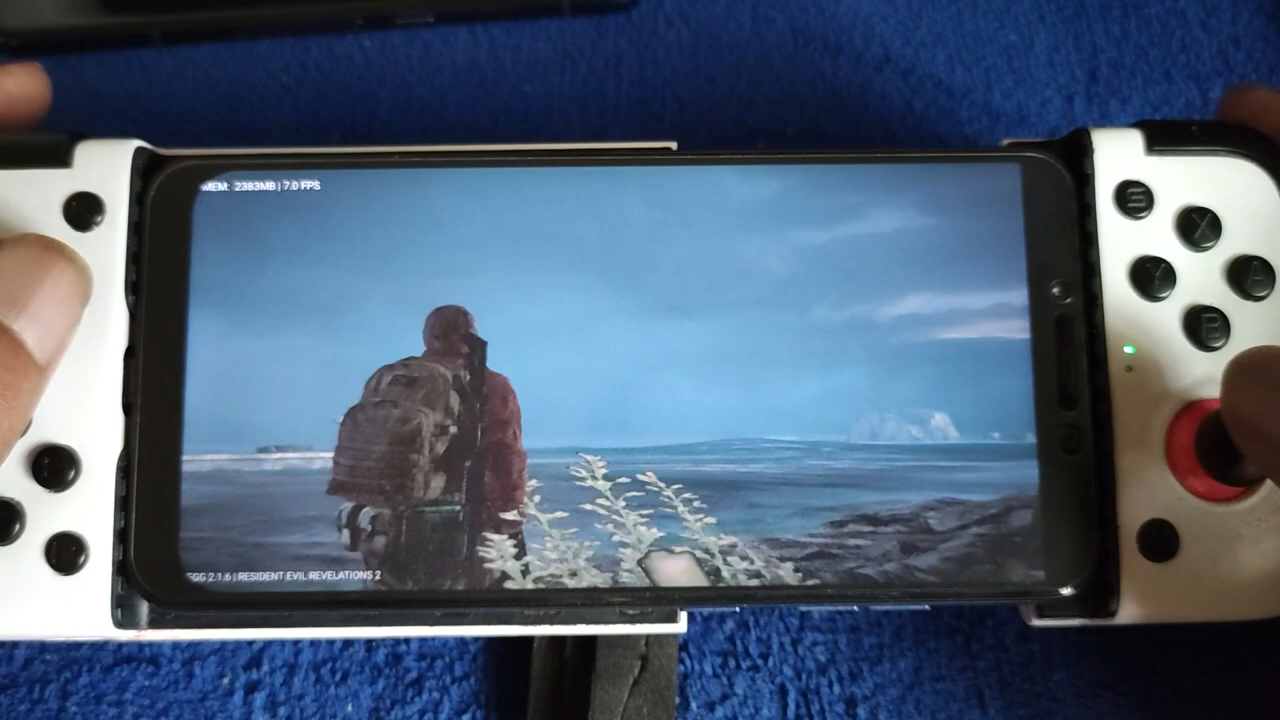 MEM: 2383MB | 7.0 FPS
S
X
Y
A
B
EGG 2.1.6 | RESIDENT EVIL REVELATIONS 2